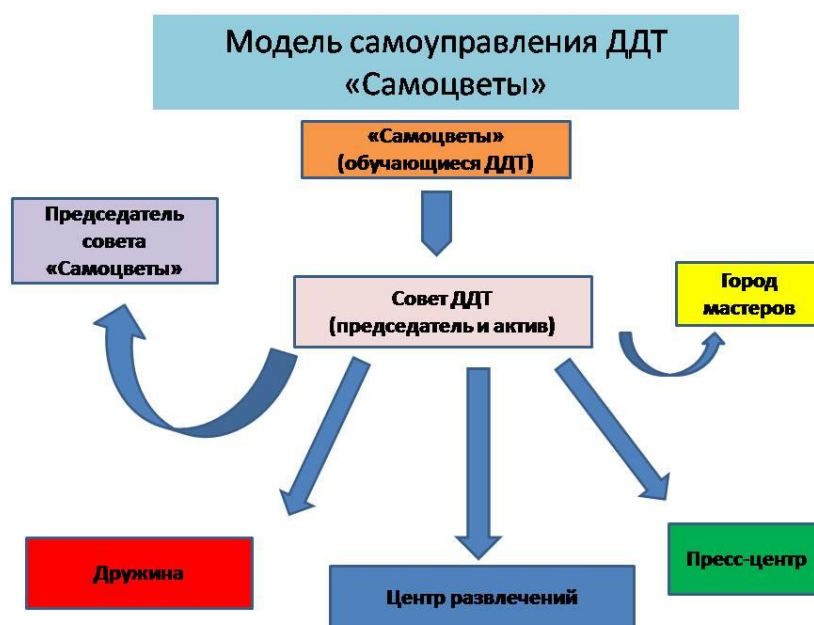 Модель самоуправления ДДТ
«Самоцветы»
«Самоцветы»
(обучающиеся ДДТ)
Председатель
совета
«Самоцветы»
Совет ДДТ
(председатель и актив)
Город
мастеров
Дружина
Центр развлечений
Пресс-центр